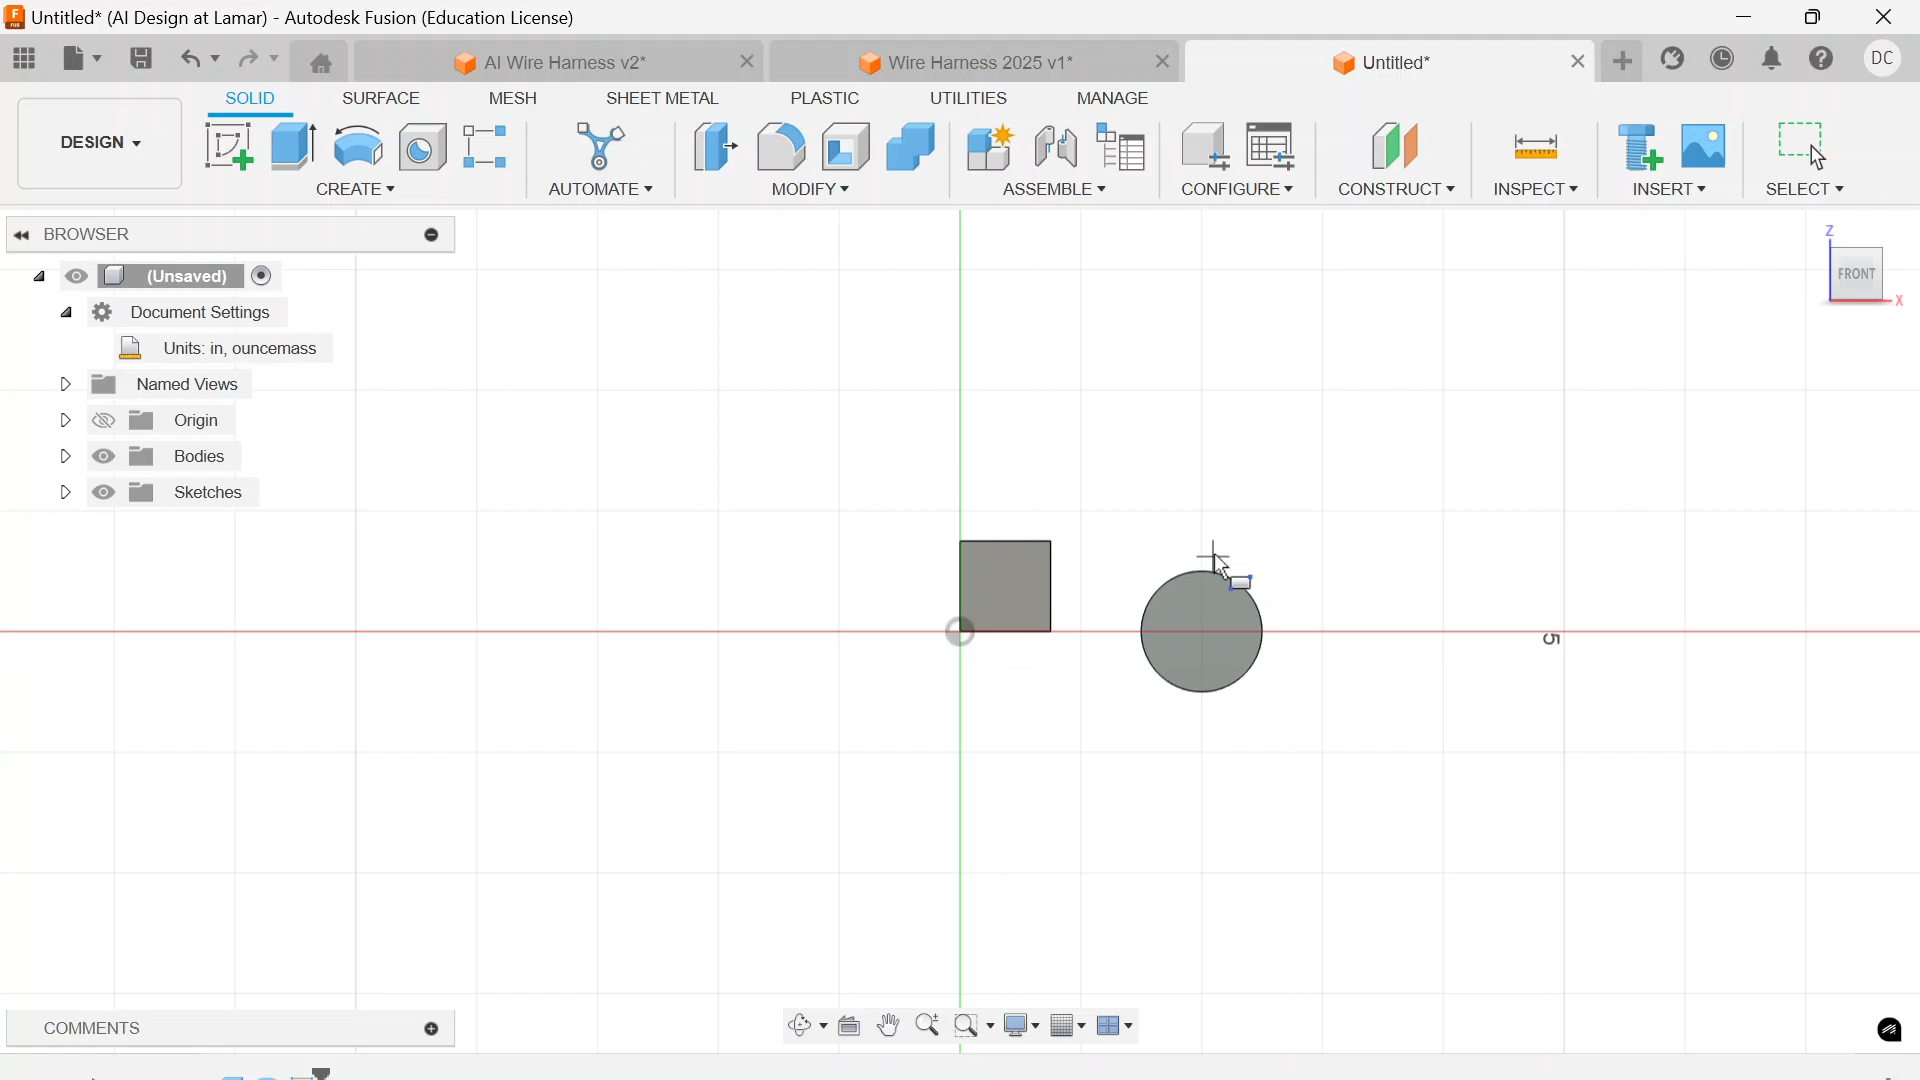 Untitled* (AI Design at Lamar) - Autodesk Fusion (Education License)
AI Wire Harness v2*
Wire Harness 2025 v1*
Untitled*
DC
DESIGN
SOLID
SURFACE
MESH
SHEET METAL
PLASTIC
UTILITIES
MANAGE
CREATE
AUTOMATE
MODIFY
ASSEMBLE
CONFIGURE
CONSTRUCT
INSPECT
INSERT
SELECT
BROWSER
(Unsaved)
Document Settings
Units: in, ouncemass
Named Views
Origin
Bodies
Sketches
Z
FRONT
X
5
COMMENTS